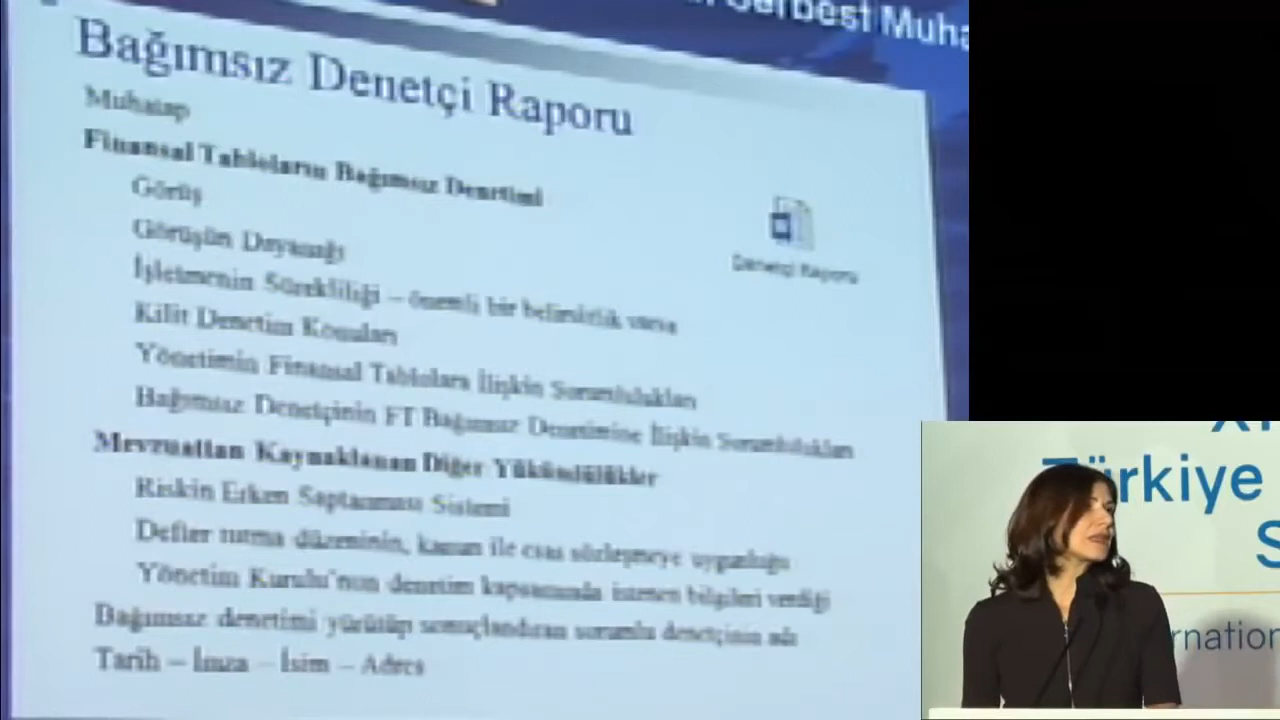 Serbest Muha
Bağımsız Denetçi Raporu
Muhatap
Finansal Tabloların Bağımsız Denetimi
Görüş
Görüşün Dayanağı
Denetçi Raporu
İşletmenin Sürekliliği – önemli bir belirsizlik varsa
Kilit Denetim Konuları
Yönetimin Finansal Tablolara İlişkin Sorumlulukları
Bağımsız Denetçinin FT Bağımsız Denetimine İlişkin Sorumlulukları
Mevzuattan Kaynaklanan Diğer Yükümlülükler
Riskin Erken Saptanması Sistemi
Defter tutma düzeninin, kanun ile esas sözleşmeye uygunluğu
Yönetim Kurulu'nun denetim kapsamında istenen bilgileri verdiği
Bağımsız denetimi yürütüp sonuçlandıran sorumlu denetçinin adı
Tarih – İmza – İsim – Adres
Türkiye
S
rnation